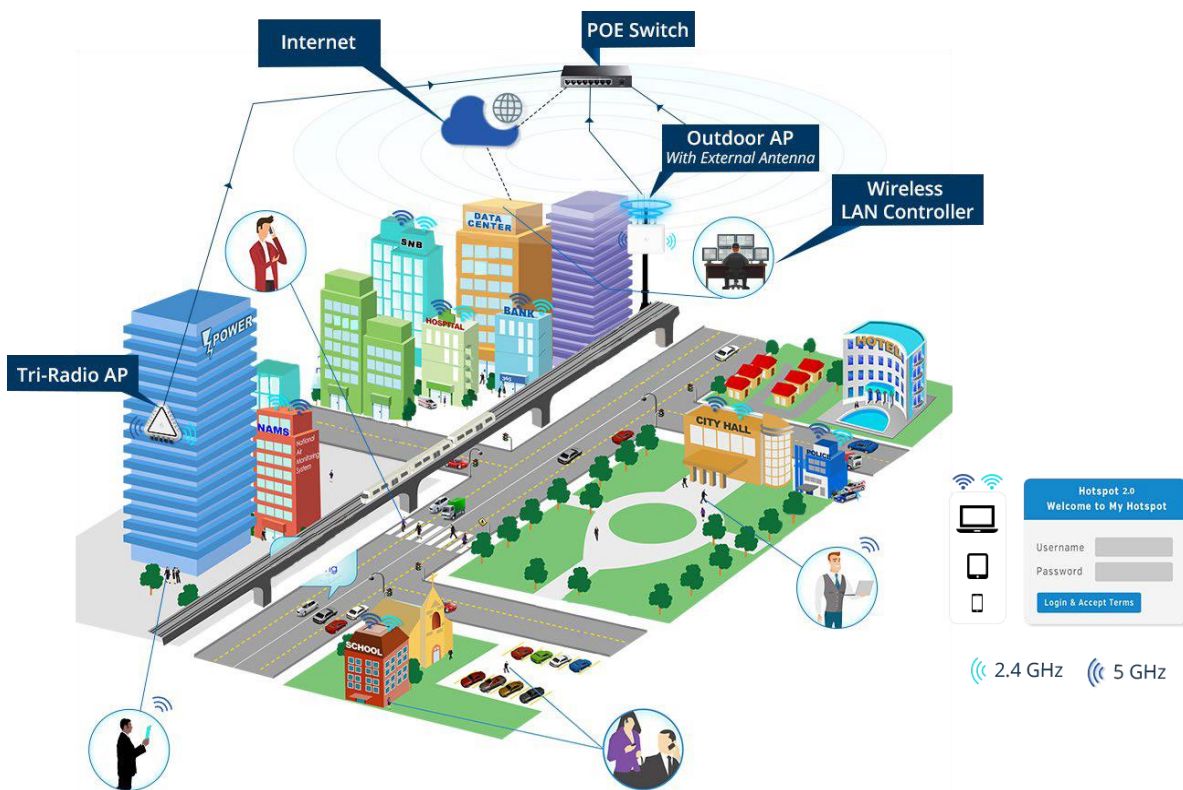 POE Switch
Internet
Outdoor AP
With External Antenna
Wireless
LAN Controller
DATA
CENTER
SNB
HOSPITAL
BANK
POWER
Tri-Radio AP
HOTEL
NAMS
National
Air
Monitoring
System
CITY HALL
POLICE
Hotspot 2.0
Welcome to My Hotspot
Username
Password
Login & Accept Terms
SCHOOL
2.4 GHz
5 GHz